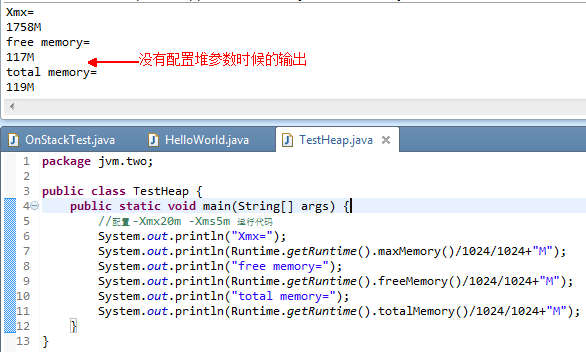 Xmx=
1758M
free memory=
117M
没有配置堆参数时候的输出
total memory=
119M
OnStackTest.java HelloWorld.java TestHeap.java
1 package jvm.two;
2
3 public class TestHeap {
4 public static void main(String[] args) {
5 //配置-Xmx20m -Xms5m 运行代码
6 System.out.println("Xmx=");
7 System.out.println(Runtime.getRuntime().maxMemory()/1024/1024+"M");
8 System.out.println("free memory=");
9 System.out.println(Runtime.getRuntime().freeMemory()/1024/1024+"M");
10 System.out.println("total memory=");
11 System.out.println(Runtime.getRuntime().totalMemory()/1024/1024+"M");
12 }
13 }